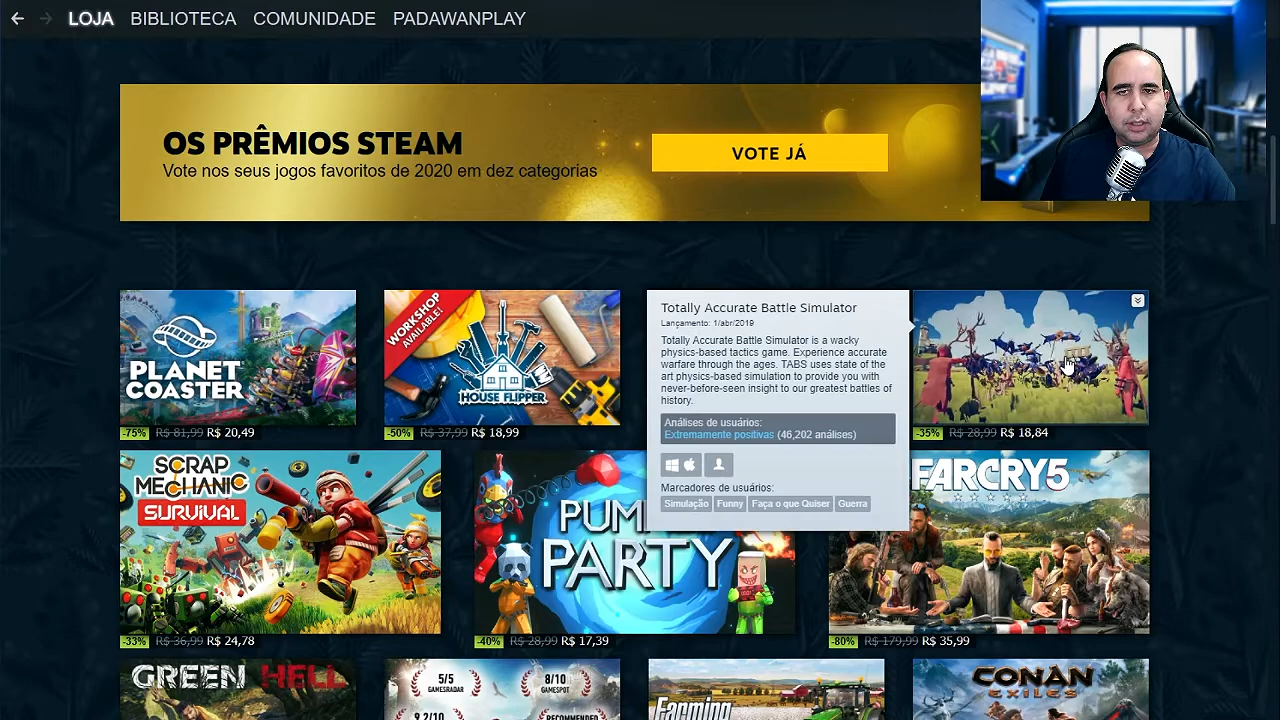 LOJA BIBLIOTECA COMUNIDADE PADAWANPLAY
OS PRÊMIOS STEAM
Vote nos seus jogos favoritos de 2020 em dez categorias
VOTE JÁ
PLANET
COASTER
-75% R$ 81,99 R$ 20,49
WORKSHOP
AVAILABLE!
HOUSE FLIPPER
-50% R$ 37,99 R$ 18,99
Totally Accurate Battle Simulator
Lançamento: 1/abr/2019
Totally Accurate Battle Simulator is a wacky
physics-based tactics game. Experience accurate
warfare through the ages. TABS uses state of the
art physics-based simulation to provide you with
never-before-seen insight to our greatest battles of
history.
Análises de usuários:
Extremamente positivas (46,202 análises)
Marcadores de usuários:
Simulação Funny Faça o que Quiser Guerra
-35% R$ 28,99 R$ 18,84
SCRAP
MECHANIC
SURVIVAL
-33% R$ 36,99 R$ 24,78
PUM
PARTY
-40% R$ 28,99 R$ 17,39
FARCRY5
-80% R$ 179,99 R$ 35,99
GREEN HELL
5/5
GAMESRADAR
8/10
GAMESPOT
9.2/10
RECOMMENDED
Farming
CONAN
EXILES